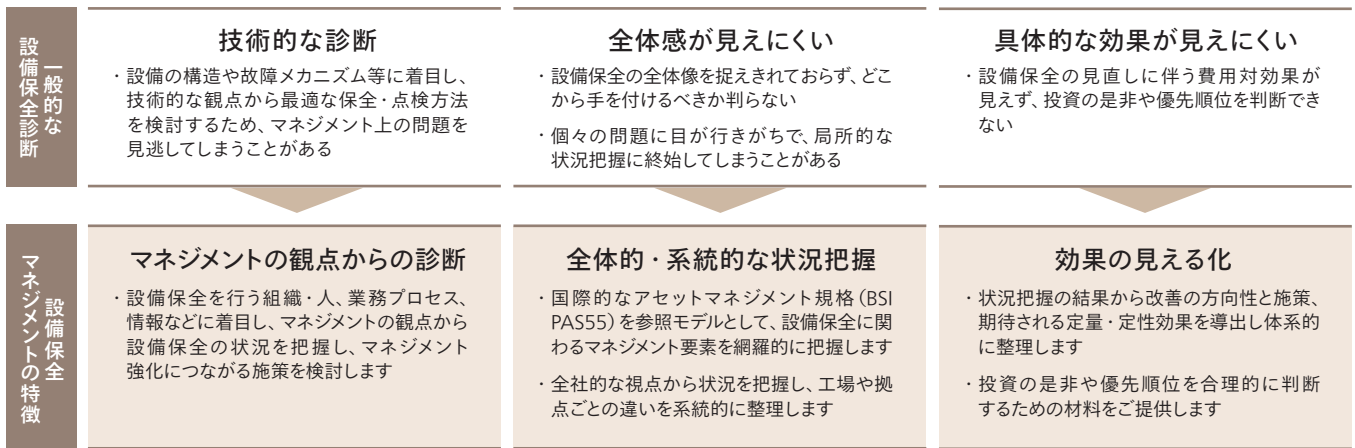 一般的な
設備保全診断
技術的な診断
・設備の構造や故障メカニズム等に着目し、
技術的な観点から最適な保全・点検方法
を検討するため、マネジメント上の問題を
見逃してしまうことがある
全体感が見えにくい
・設備保全の全体像を捉えきれておらず、どこ
から手を付けるべきか判らない
・個々の問題に目が行きがちで、局所的な
状況把握に終始してしまうことがある
具体的な効果が見えにくい
・設備保全の見直しに伴う費用対効果が
見えず、投資の是非や優先順位を判断でき
ない
設備保全
マネジメントの特徴
マネジメントの観点からの診断
・設備保全を行う組織・人、業務プロセス、
情報などに着目し、マネジメントの観点から
設備保全の状況を把握し、マネジメント
強化につながる施策を検討します
全体的・系統的な状況把握
・国際的なアセットマネジメント規格（BSI
PAS55）を参照モデルとして、設備保全に関
わるマネジメント要素を網羅的に把握します
・全社的な視点から状況を把握し、工場や拠
点ごとの違いを系統的に整理します
効果の見える化
・状況把握の結果から改善の方向性と施策、
期待される定量・定性効果を導出し体系的
に整理します
・投資の是非や優先順位を合理的に判断
するための材料をご提供します